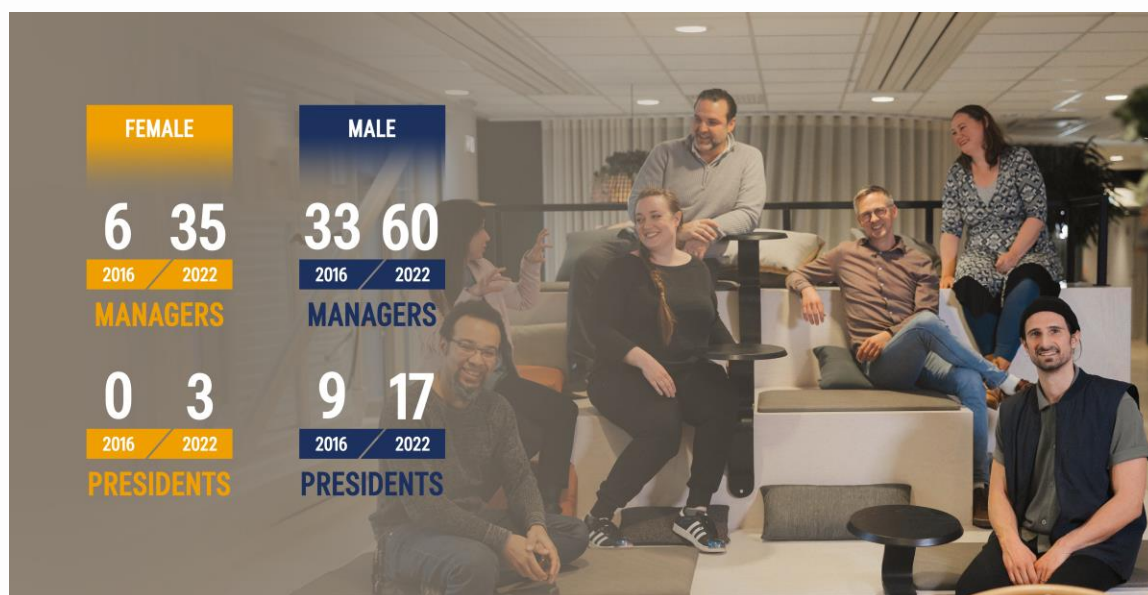 FEMALE
6 35
2016 / 2022
MANAGERS
0 3
2016 / 2022
PRESIDENTS
MALE
33 60
2016 / 2022
MANAGERS
9 17
2016 / 2022
PRESIDENTS